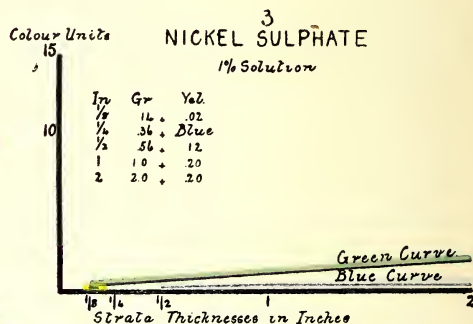 3
Colour Units
NICKEL SULPHATE
15
1% Solution
In Gr Yel.
1/8 .14 + .02
1/4 .36 + Blue
10
1/2 .56 + .12
1 1.0 + .20
2 2.0 + .20
Green Curve
Blue Curve
1/8 1/4 1/2 1 2
Strata Thicknesses in Inches